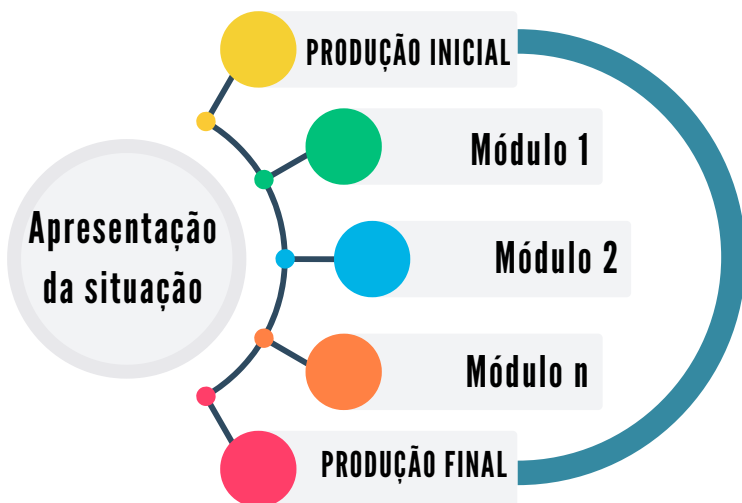 Apresentação
da situação
PRODUÇÃO INICIAL
Módulo 1
Módulo 2
Módulo n
PRODUÇÃO FINAL